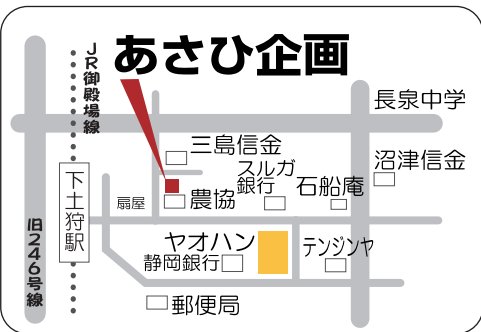 あさひ企画
JR御殿場線
長泉中学
三島信金
沼津信金
スルガ
銀行
石船庵
農協
扇屋
下土狩駅
旧246号線
ヤオハン
テンジンヤ
静岡銀行
郵便局